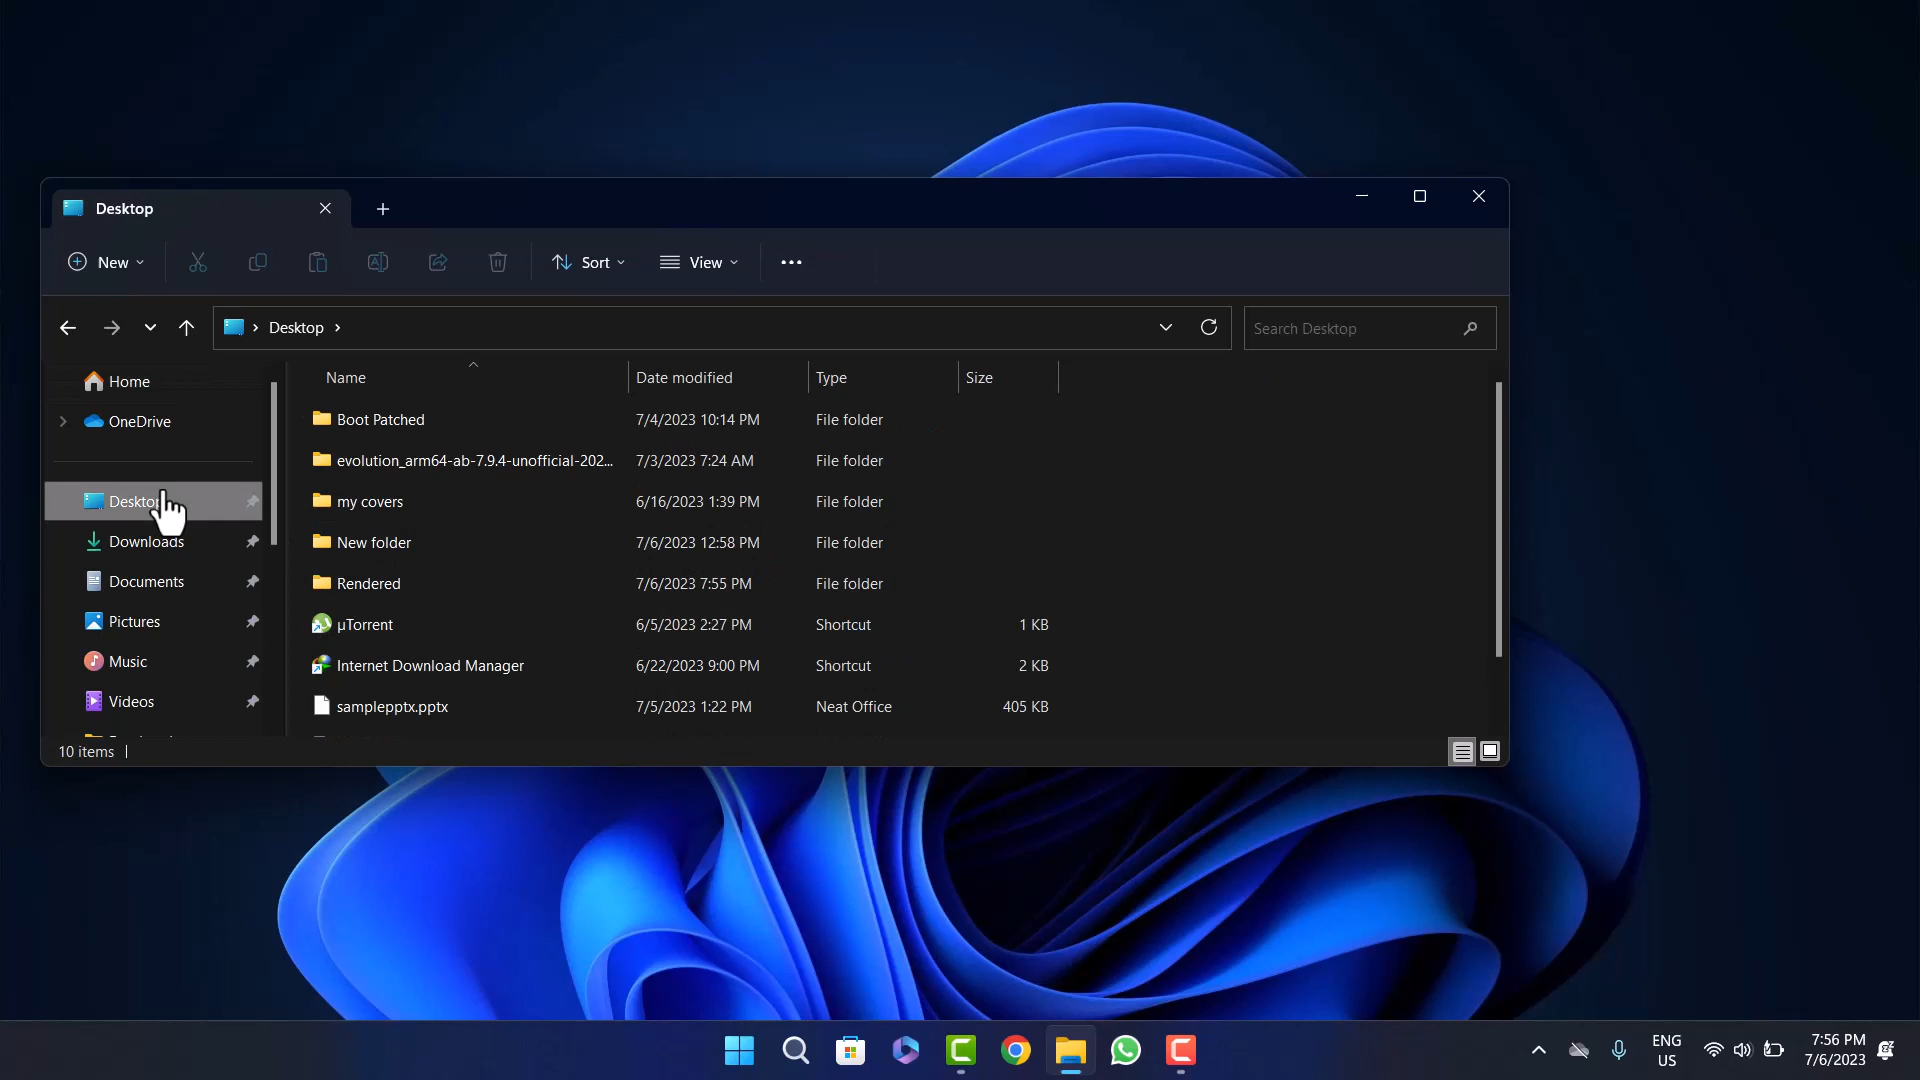 Desktop
New
Sort
View
Desktop
Search Desktop
Home
OneDrive
Desktop
Downloads
Documents
Pictures
Music
Videos
Name Date modified Type Size
Boot Patched 7/4/2023 10:14 PM File folder
evolution_arm64-ab-7.9.4-unofficial-202... 7/3/2023 7:24 AM File folder
my covers 6/16/2023 1:39 PM File folder
New folder 7/6/2023 12:58 PM File folder
Rendered 7/6/2023 7:55 PM File folder
µTorrent 6/5/2023 2:27 PM Shortcut 1 KB
Internet Download Manager 6/22/2023 9:00 PM Shortcut 2 KB
samplepptx.pptx 7/5/2023 1:22 PM Neat Office 405 KB
10 items
ENG
US
7:56 PM
7/6/2023